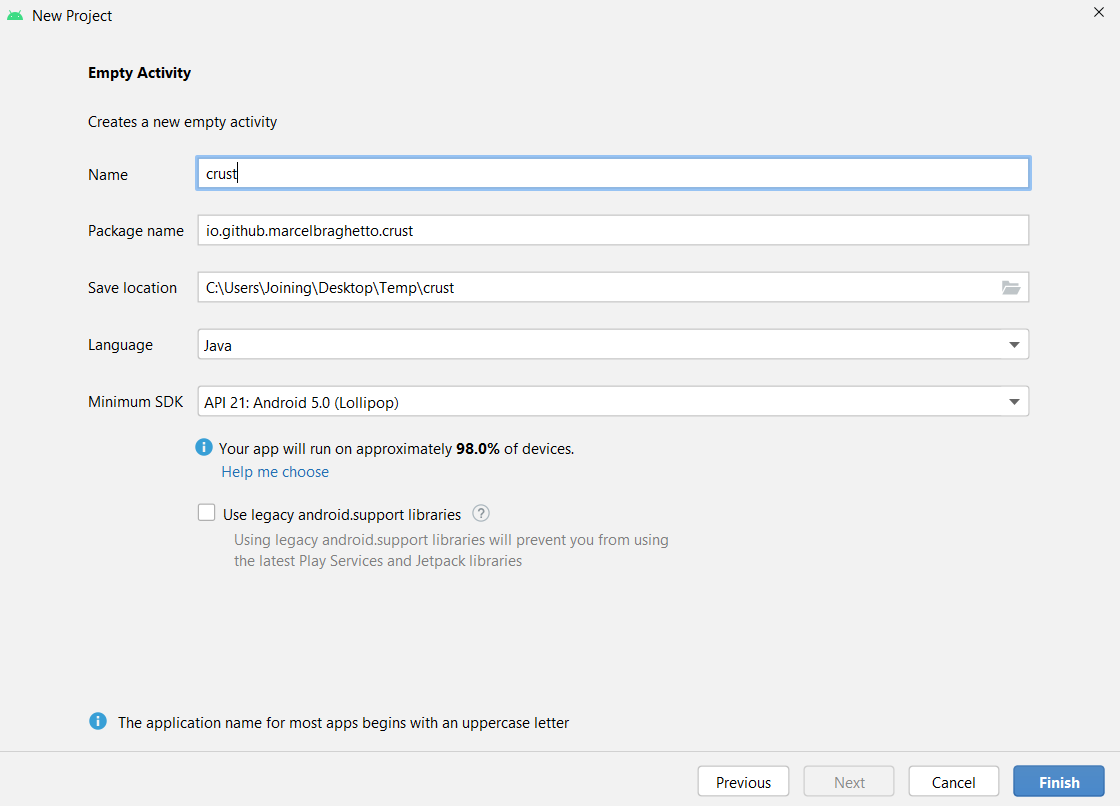 New Project
Empty Activity
Creates a new empty activity
Name crust
Package name io.github.marcelbraghetto.crust
Save location C:\Users\Joining\Desktop\Temp\crust
Language Java
Minimum SDK API 21: Android 5.0 (Lollipop)
Your app will run on approximately 98.0% of devices.
Help me choose
Use legacy android.support libraries ?
Using legacy android.support libraries will prevent you from using
the latest Play Services and Jetpack libraries
The application name for most apps begins with an uppercase letter
Previous Next Cancel Finish